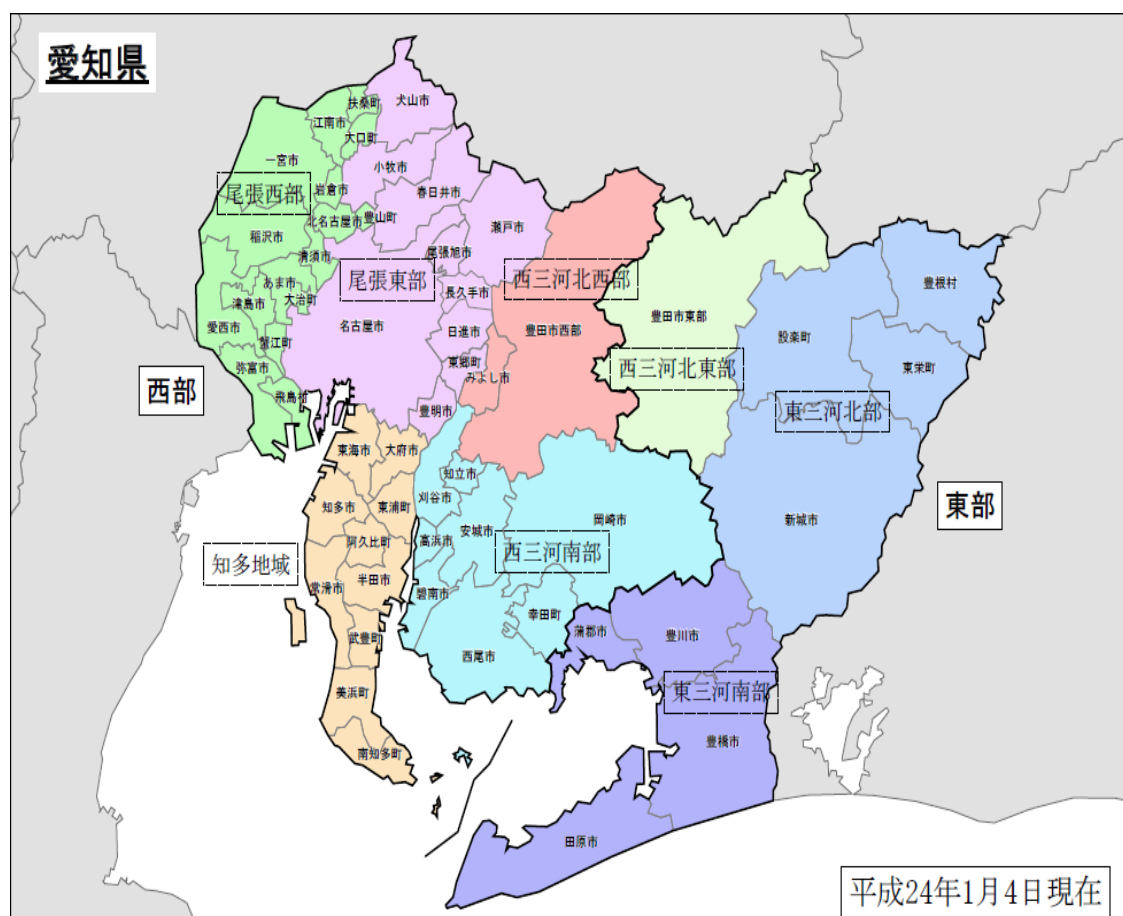 愛知県
扶桑町
犬山市
江南市
大口町
一宮市
小牧市
岩倉市
春日井市
尾張西部
北名古屋市
豊山町
瀬戸市
稲沢市
清須市
尾張旭市
尾張東部
西三河北西部
あま市
大治町
長久手市
豊根村
津島市
愛西市
名古屋市
日進市
豊田市西部
豊田市東部
設楽町
蟹江町
東郷町
みよし市
西三河北東部
東栄町
弥富市
西部
飛島村
豊明市
東三河北部
東海市
大府市
知立市
刈谷市
知多市
東浦町
岡崎市
新城市
東部
安城市
高浜市
阿久比町
西三河南部
知多地域
半田市
常滑市
碧南市
幸田町
蒲郡市
豊川市
武豊町
西尾市
美浜町
東三河南部
豊橋市
南知多町
田原市
平成24年1月4日現在